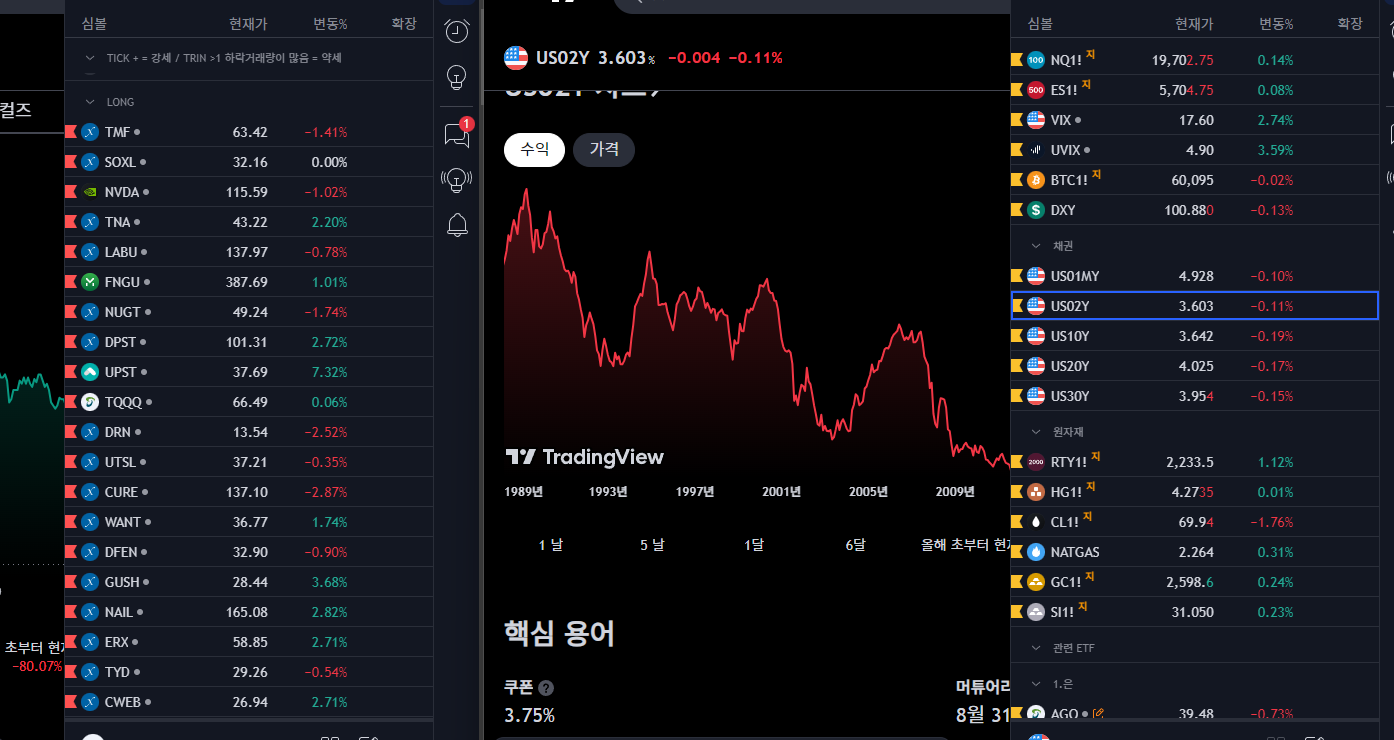 심볼 현재가 변동% 확장
TICK + = 강세 / TRIN >1 하락거래량이 많음 = 약세
LONG
TMF 63.42 −1.41%
SOXL 32.16 0.00%
NVDA 115.59 −1.02%
TNA 43.22 2.20%
LABU 137.97 −0.78%
FNGU 387.69 1.01%
NUGT 49.24 −1.74%
DPST 101.31 2.72%
UPST 37.69 7.32%
TQQQ 66.49 0.06%
DRN 13.54 −2.52%
UTSL 37.21 −0.35%
CURE 137.10 −2.87%
WANT 36.77 1.74%
DFEN 32.90 −0.90%
GUSH 28.44 3.68%
NAIL 165.08 2.82%
ERX 58.85 2.71%
TYD 29.26 −0.54%
CWEB 26.94 2.71%
컬즈
초부터 현
−80.07%
1
US02Y 3.603% −0.004 −0.11%
수익 가격
TradingView
1989년 1993년 1997년 2001년 2005년 2009년
1 날 5 날 1달 6달 올해 초부터 현
핵심 용어
쿠폰 ?
3.75%
머튜어리
8월 31
심볼 현재가 변동% 확장
100 NQ1! 지 19,702.75 0.14%
500 ES1! 지 5,704.75 0.08%
VIX 17.60 2.74%
UVIX 4.90 3.59%
BTC1! 지 60,095 −0.02%
DXY 100.880 −0.13%
채권
US01MY 4.928 −0.10%
US02Y 3.603 −0.11%
US10Y 3.642 −0.19%
US20Y 4.025 −0.17%
US30Y 3.954 −0.15%
원자재
2000 RTY1! 지 2,233.5 1.12%
HG1! 지 4.2735 0.01%
CL1! 지 69.94 −1.76%
NATGAS 2.264 0.31%
GC1! 지 2,598.6 0.24%
SI1! 지 31.050 0.23%
관련 ETF
1.은
AGQ 39.48 −0.73%